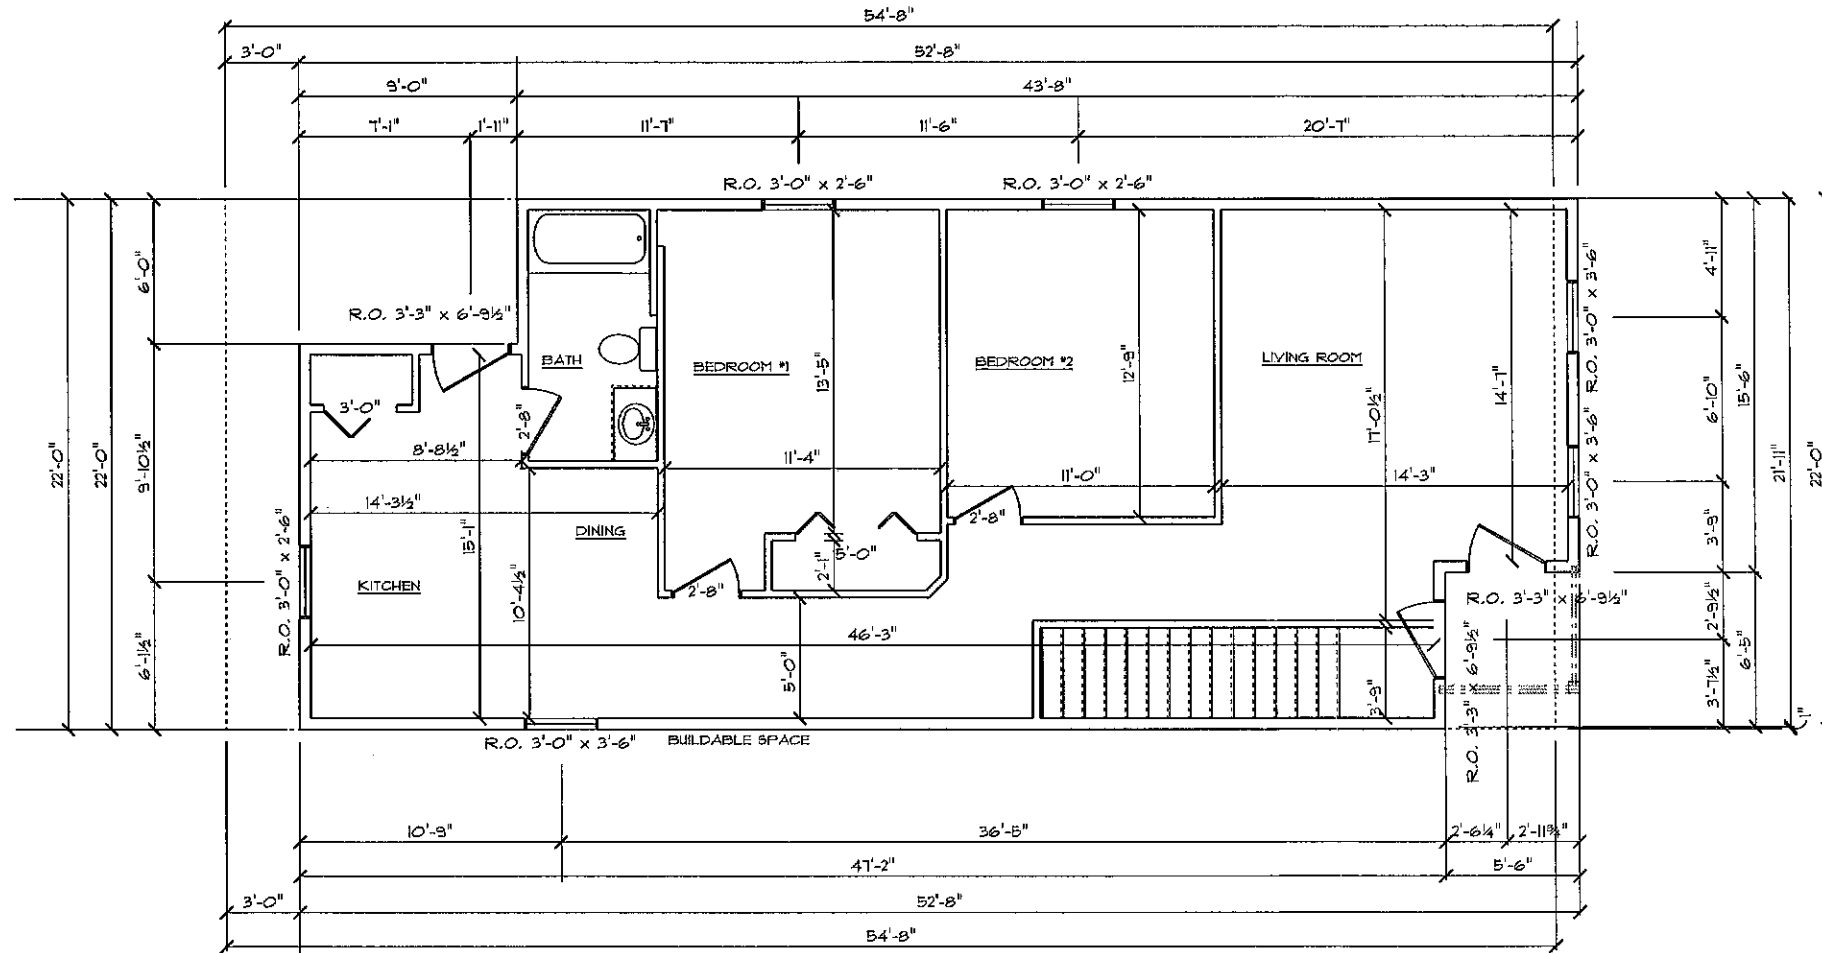 54'-8"
3'-0" 52'-8"
9'-0" 43'-8"
7'-1" 1'-11" 11'-7" 11'-6" 20'-7"
R.O. 3'-0" x 2'-6" R.O. 3'-0" x 2'-6"
6'-0"
4'-11"
R.O. 3'-0" x 3'-6"
R.O. 3'-3" x 6'-9½"
BATH
BEDROOM #1
BEDROOM #2
LIVING ROOM
13'-5"
12'-9"
14'-7"
17'-0½"
6'-10"
15'-6"
3'-0"
2'-8"
8'-8½"
22'-0"
22'-0"
9'-10½"
11'-4"
11'-0"
14'-3"
R.O. 3'-0" x 3'-6"
21'-11"
22'-0"
14'-3½"
DINING
15'-1"
2'-8"
3'-9"
R.O. 3'-0" x 2'-6"
5'-0"
2'-1"
KITCHEN
10'-4½"
2'-8"
R.O. 3'-3" x 6'-9½"
2'-9½"
46'-3"
6'-1½"
5'-0"
3'-9"
R.O. 3'-3" x 6'-9½"
6'-5"
3'-7½"
1"
R.O. 3'-0" x 3'-6" BUILDABLE SPACE
10'-9" 36'-5" 2'-6¼" 2'-11¾"
47'-2" 5'-6"
3'-0" 52'-8"
54'-8"